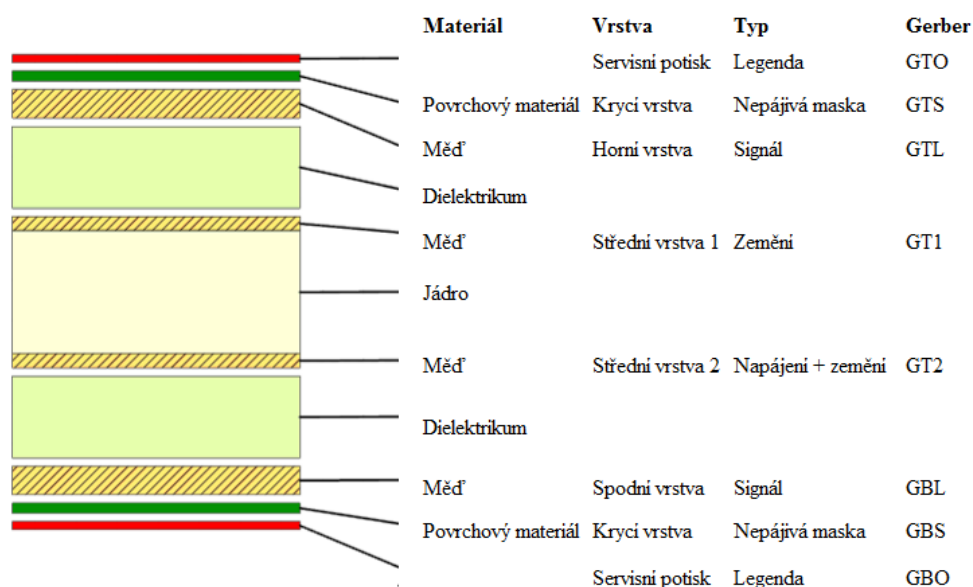 Materiál Vrstva Typ Gerber
Servisní potisk Legenda GTO
Povrchový materiál Krycí vrstva Nepájivá maska GTS
Měď Horní vrstva Signál GTL
Dielektrikum
Měď Střední vrstva 1 Zemění GT1
Jádro
Měď Střední vrstva 2 Napájení + zemění GT2
Dielektrikum
Měď Spodní vrstva Signál GBL
Povrchový materiál Krycí vrstva Nepájivá maska GBS
Servisní potisk Legenda GBO